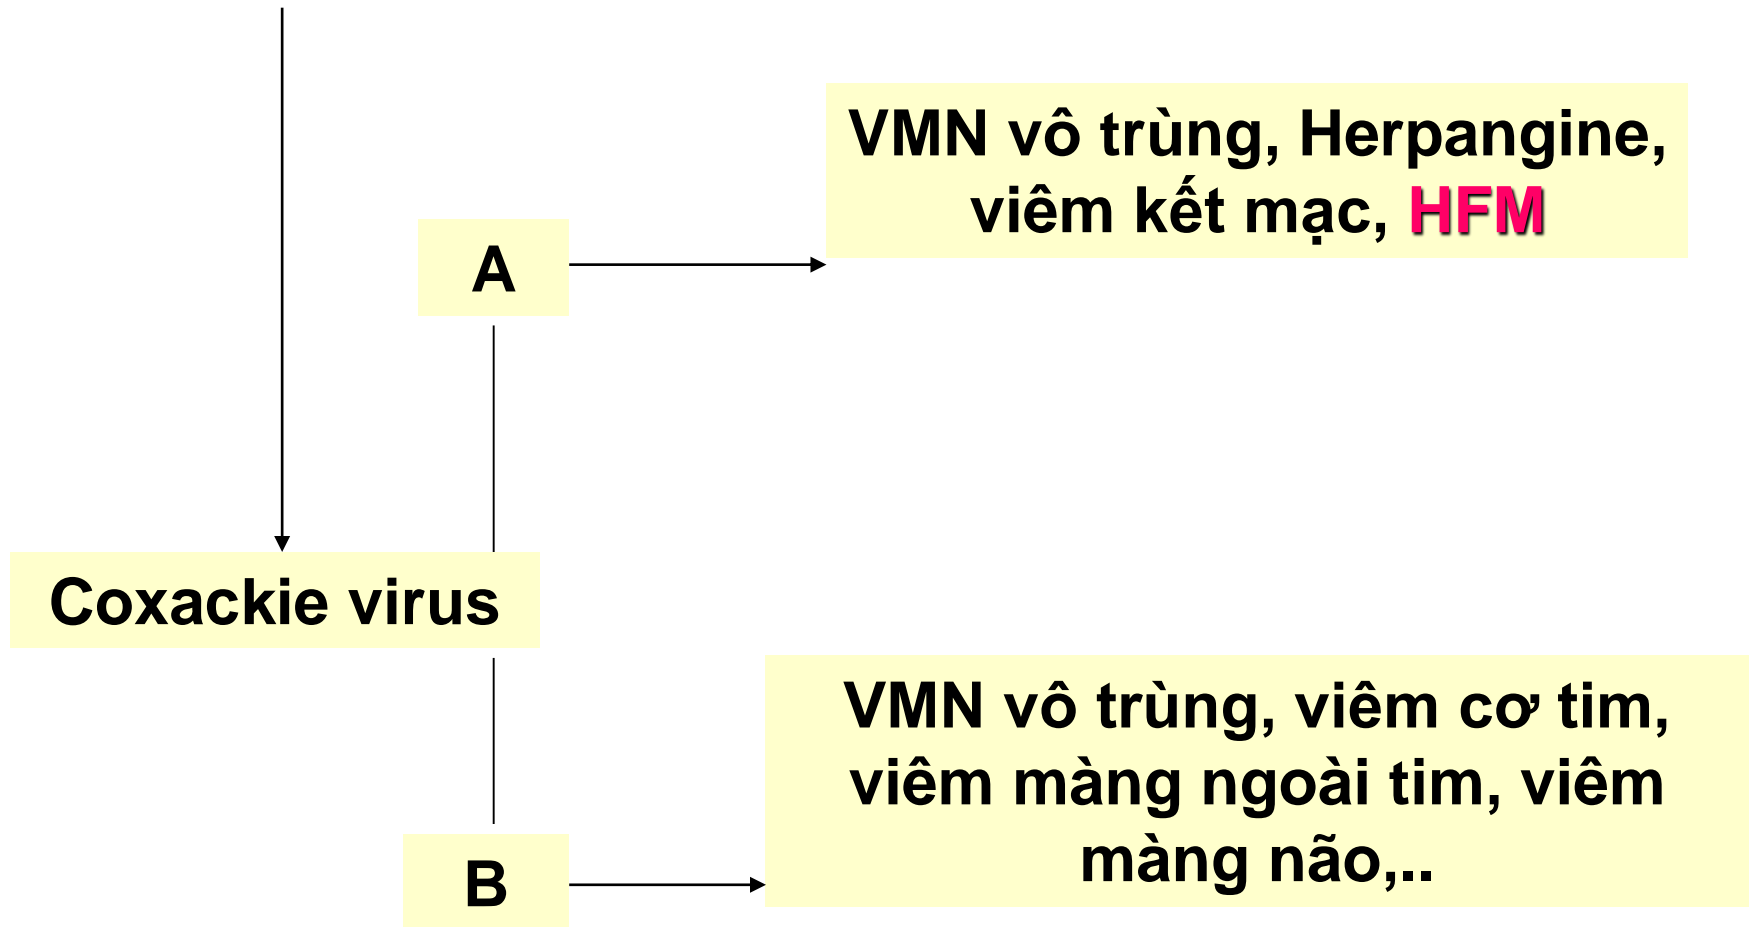 VMN vô trùng, Herpangine,
viêm kết mạc, HFM
A
Coxackie virus
VMN vô trùng, viêm cơ tim,
viêm màng ngoài tim, viêm
màng não,..
B